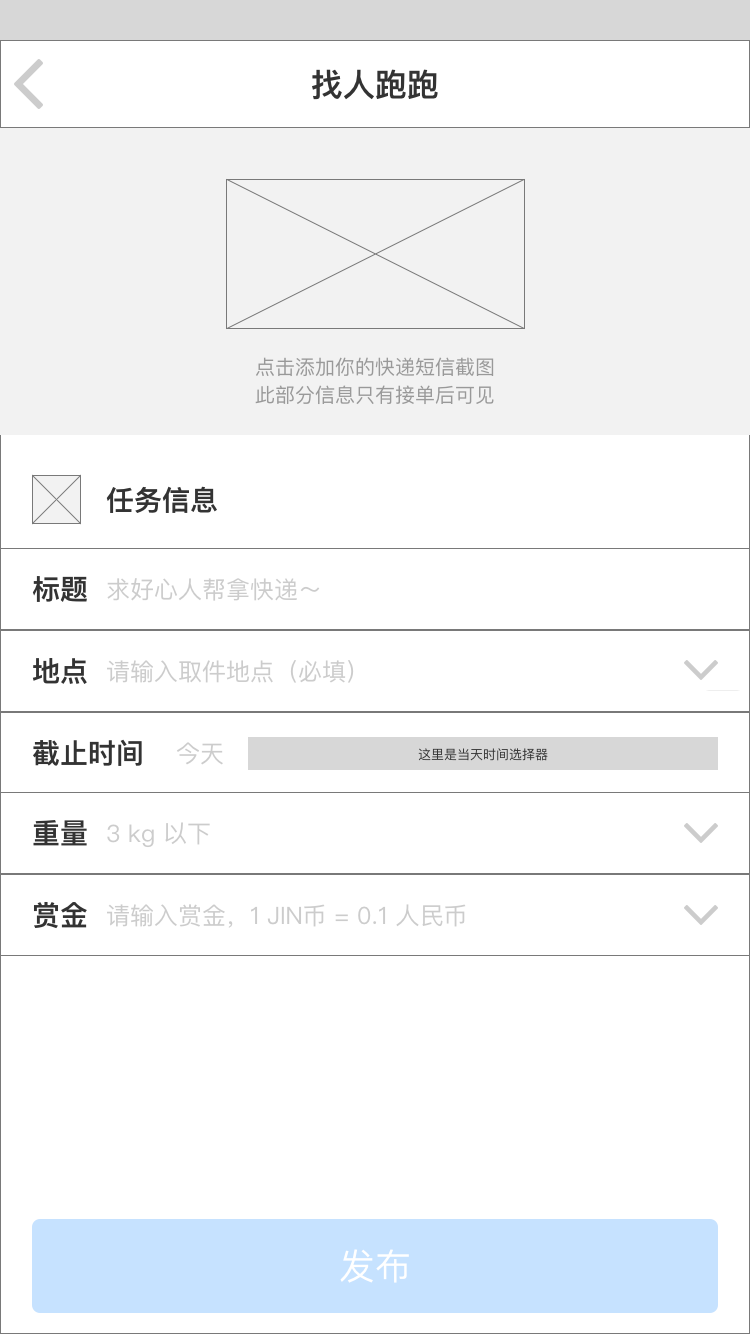 找人跑跑
点击添加你的快递短信截图
此部分信息只有接单后可见
任务信息
标题 求好心人帮拿快递～
地点 请输入取件地点（必填）
截止时间 今天 这里是当天时间选择器
重量 3 kg 以下
赏金 请输入赏金，1 JIN币 = 0.1 人民币
发布